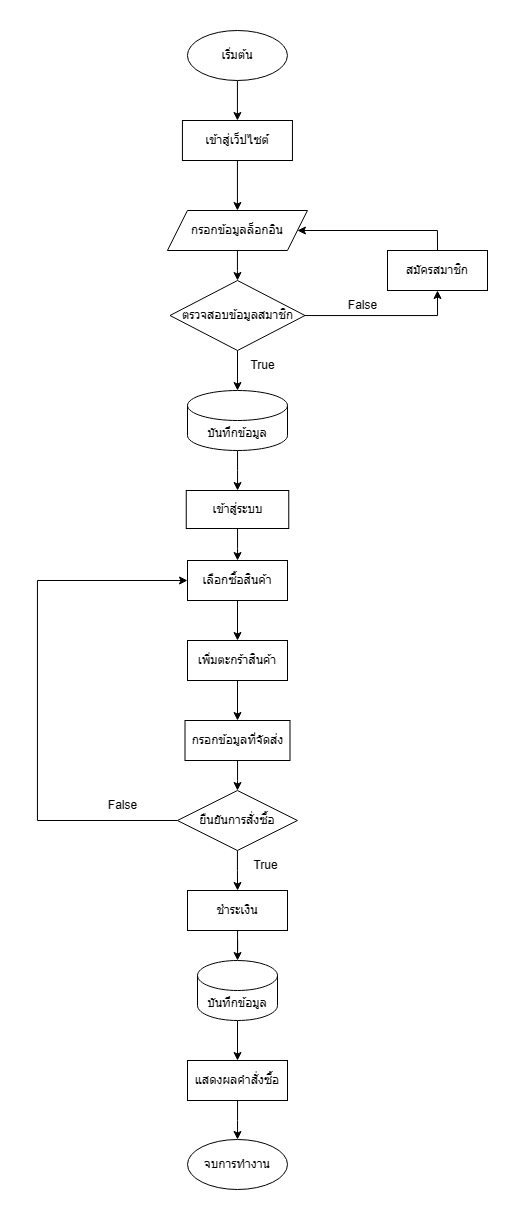 เริ่มต้น
เข้าสู่เว็ปไซต์
กรอกข้อมูลล็อกอิน
สมัครสมาชิก
ตรวจสอบข้อมูลสมาชิก
False
True
บันทึกข้อมูล
เข้าสู่ระบบ
เลือกซื้อสินค้า
เพิ่มตะกร้าสินค้า
กรอกข้อมูลที่จัดส่ง
False
ยืนยันการสั่งซื้อ
True
ชำระเงิน
บันทึกข้อมูล
แสดงผลคำสั่งซื้อ
จบการทำงาน